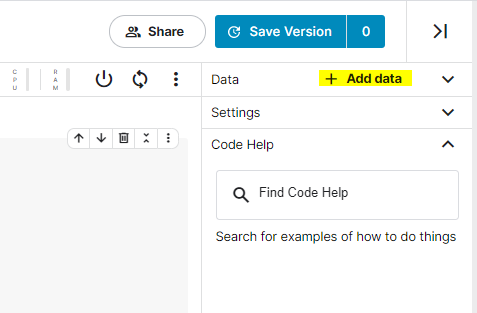 Share
Save Version 0
CPU
RAM
Data
+ Add data
Settings
Code Help
Find Code Help
Search for examples of how to do things